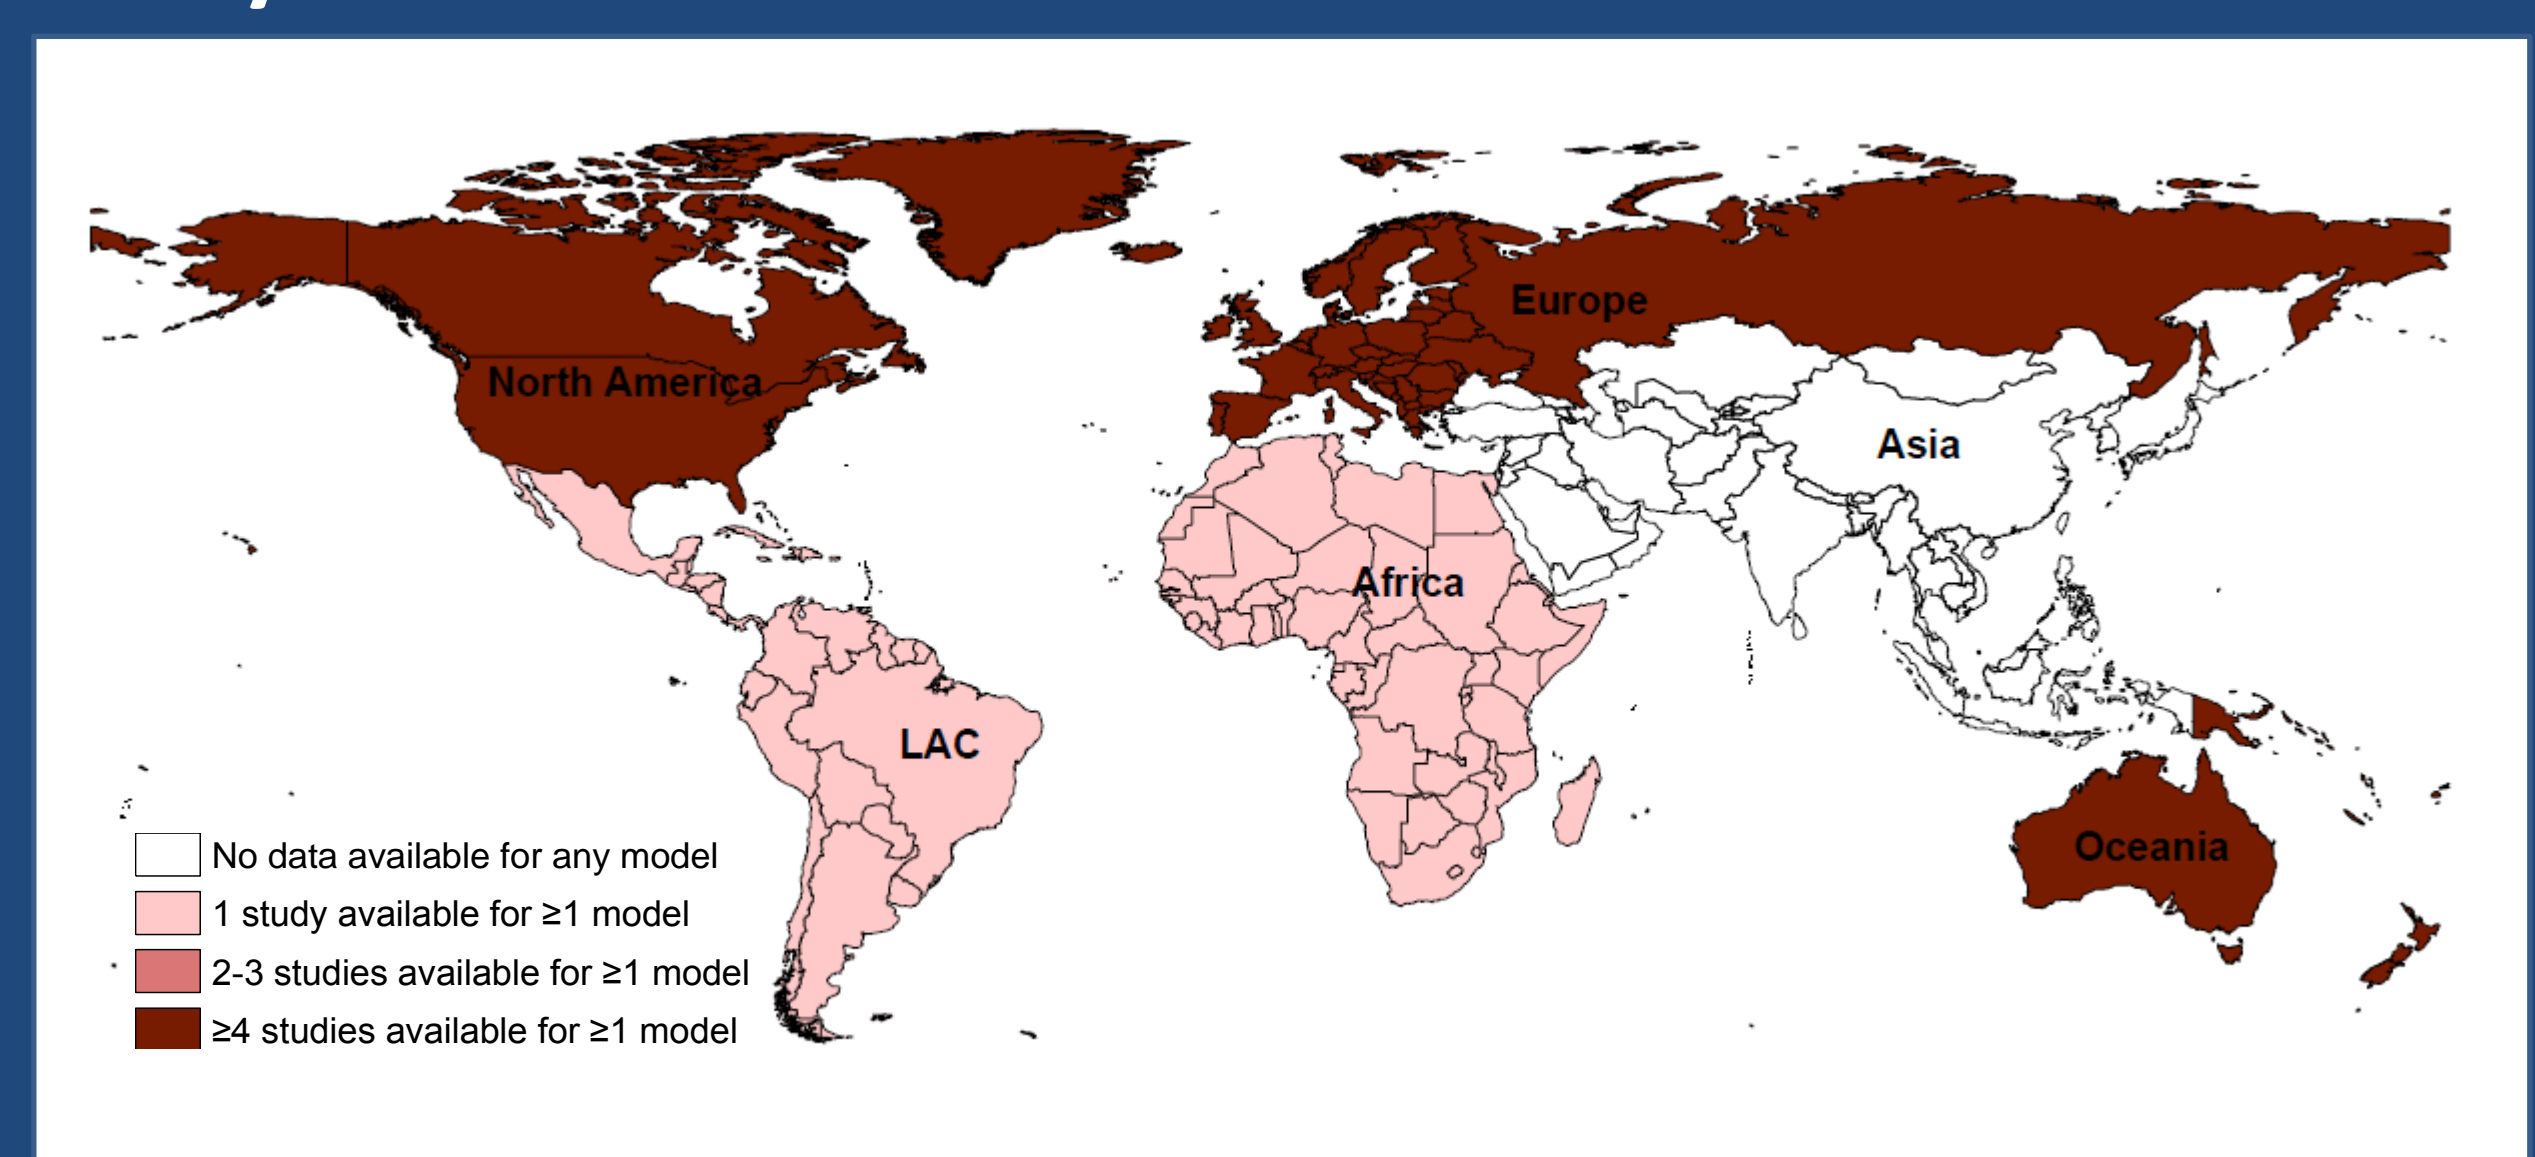 North America
Europe
Asia
Africa
LAC
Oceania
No data available for any model
1 study available for ≥1 model
2-3 studies available for ≥1 model
≥4 studies available for ≥1 model